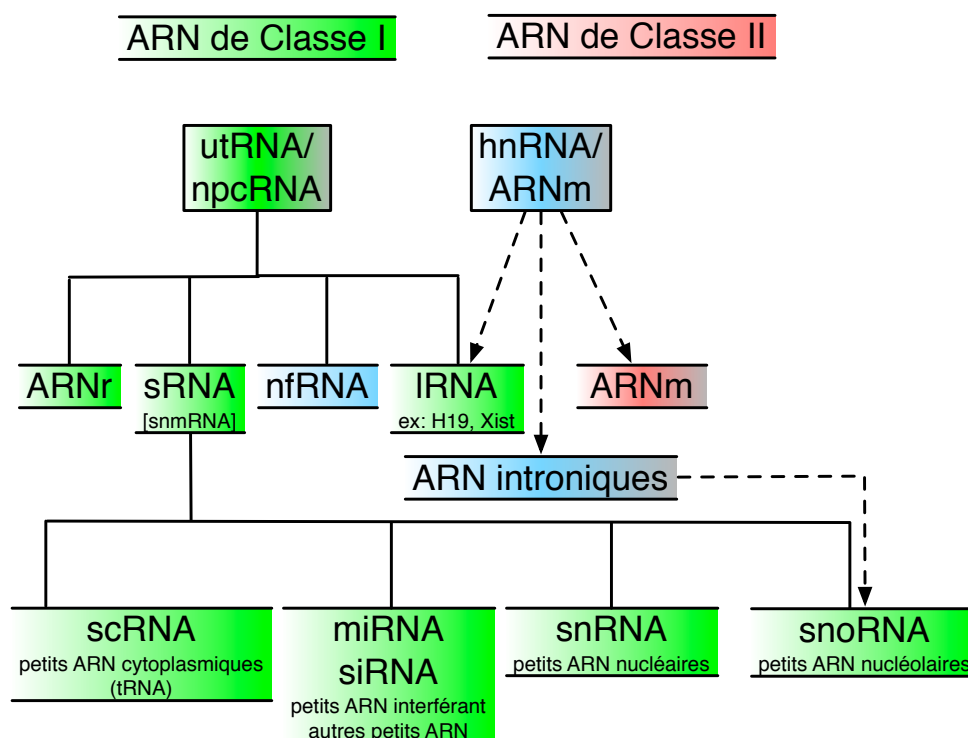 ARN de Classe I
ARN de Classe II
utRNA/
npcRNA
hnRNA/
ARNm
ARNr
sRNA
[snmRNA]
nfRNA
lRNA
ex: H19, Xist
ARNm
ARN introniques
scRNA
petits ARN cytoplasmiques
(tRNA)
miRNA
siRNA
petits ARN interférant
autres petits ARN
snRNA
petits ARN nucéaires
snoRNA
petits ARN nucléolaires